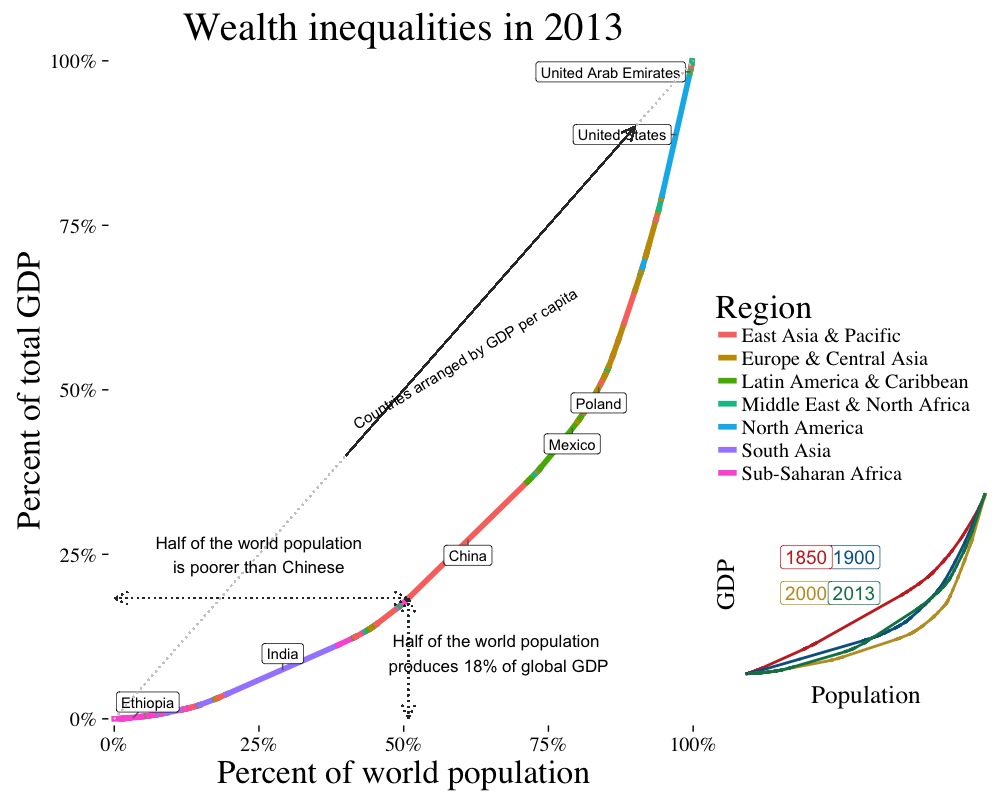 Wealth inequalities in 2013
Percent of total GDP
100%
75%
50%
25%
0%
United Arab Emirates
United States
Countries arranged by GDP per capita
Poland
Mexico
China
Half of the world population
is poorer than Chinese
Half of the world population
produces 18% of global GDP
India
Ethiopia
0%
25%
50%
75%
100%
Percent of world population
Region
East Asia & Pacific
Europe & Central Asia
Latin America & Caribbean
Middle East & North Africa
North America
South Asia
Sub-Saharan Africa
GDP
1850 1900
2000 2013
Population